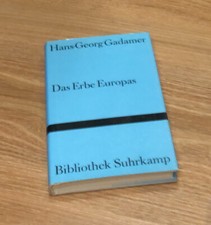 Hans-Georg Gadamer
Das Erbe Europas
Bibliothek Suhrkamp